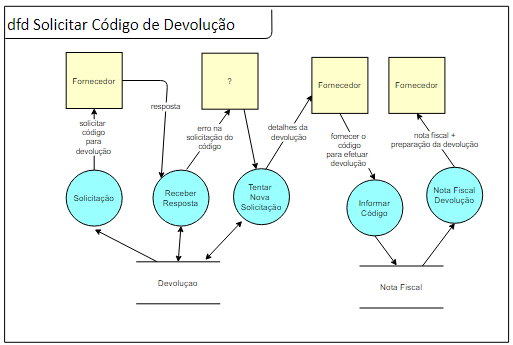 dfd Solicitar Código de Devolução
Fornecedor
?
Fornecedor
Fornecedor
resposta
solicitar
código
para
devolução
erro na
solicitação do
código
detalhes da
devolução
fornecer o
código
para efetuar
devolução
nota fiscal +
preparação da devolução
Solicitação
Receber
Resposta
Tentar
Nova
Solicitação
Informar
Código
Nota Fiscal
Devolução
Devoluçao
Nota Fiscal